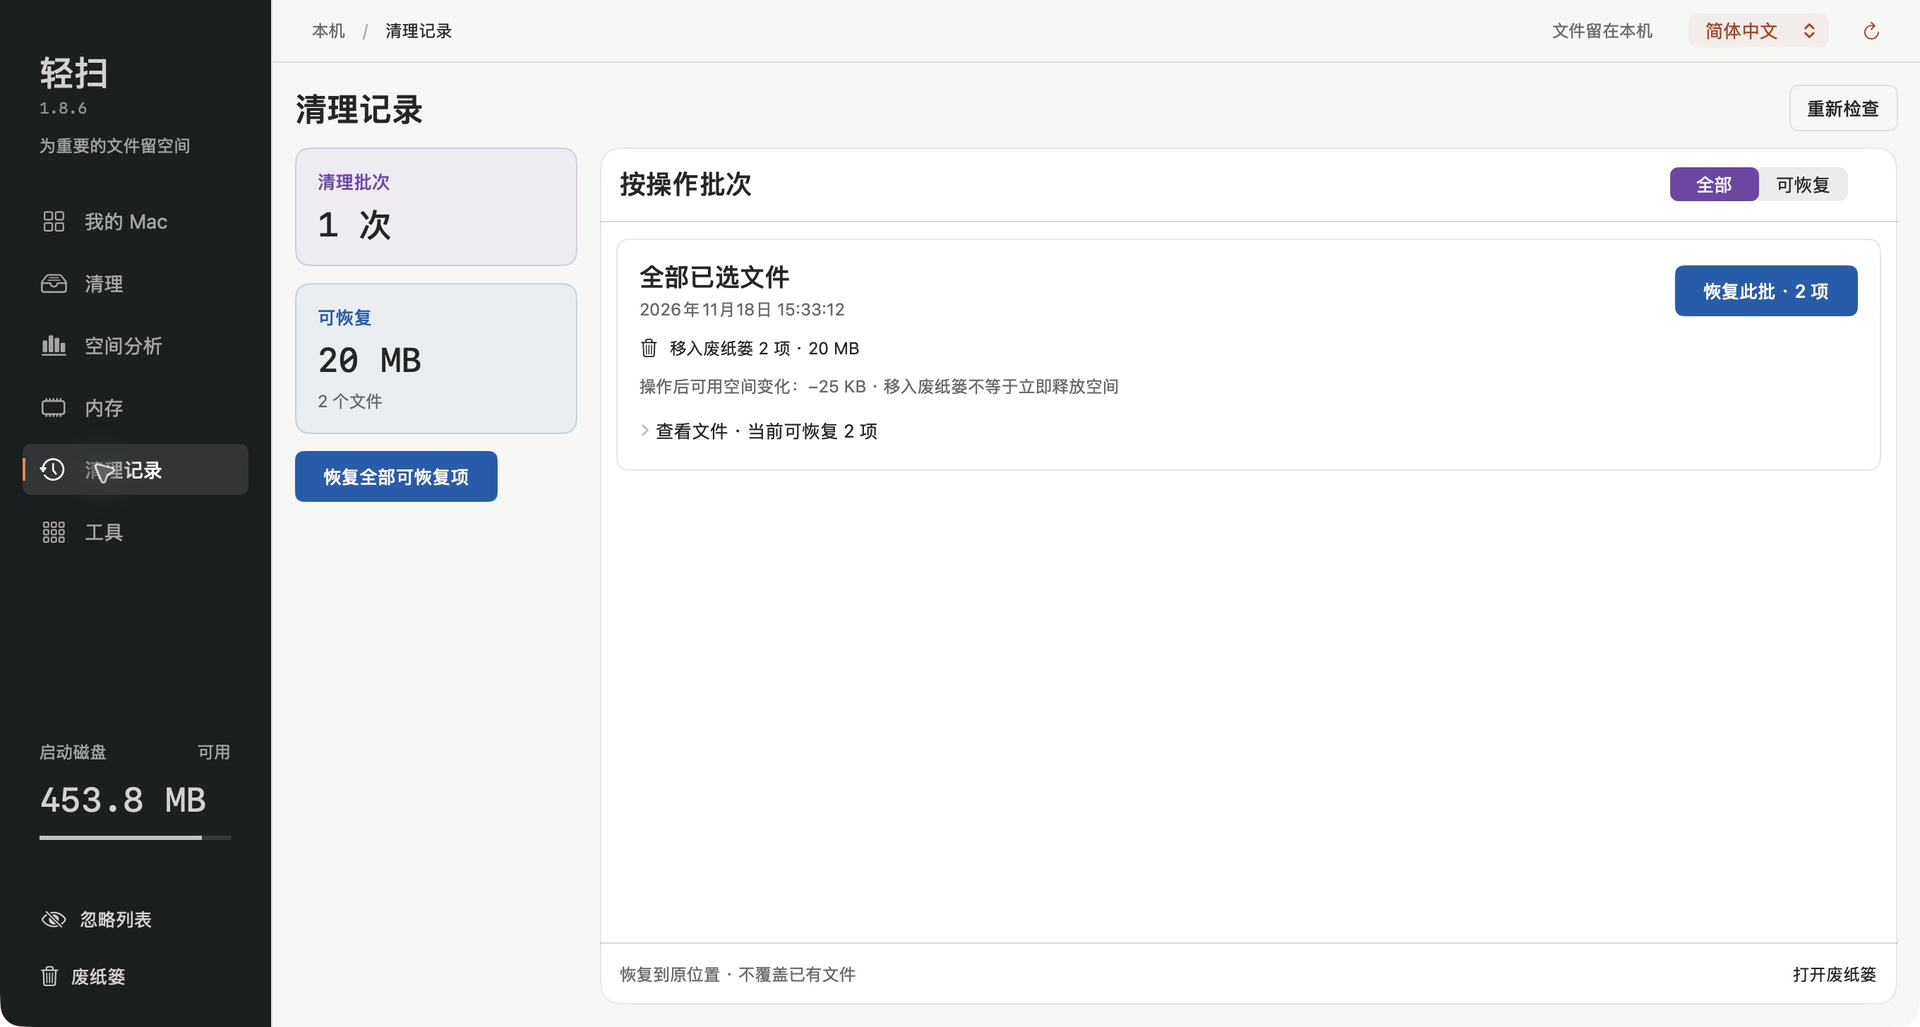 轻扫
1.8.6
为重要的文件留空间
我的 Mac
清理
空间分析
内存
清理记录
工具
启动磁盘 可用
453.8 MB
忽略列表
废纸篓
本机 / 清理记录
文件留在本机
简体中文
清理记录
重新检查
清理批次
1 次
可恢复
20 MB
2 个文件
恢复全部可恢复项
按操作批次
全部 可恢复
全部已选文件
2026年11月18日 15:33:12
移入废纸篓 2 项 · 20 MB
操作后可用空间变化：−25 KB · 移入废纸篓不等于立即释放空间
查看文件 · 当前可恢复 2 项
恢复此批 · 2 项
恢复到原位置 · 不覆盖已有文件
打开废纸篓